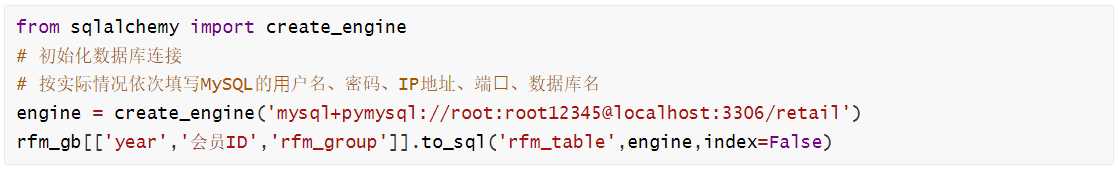 from sqlalchemy import create_engine
# 初始化数据库连接
# 按实际情况依次填写MySQL的用户名、密码、IP地址、端口、数据库名
engine = create_engine('mysql+pymysql://root:root12345@localhost:3306/retail')
rfm_gb[['year','会员ID','rfm_group']].to_sql('rfm_table',engine,index=False)